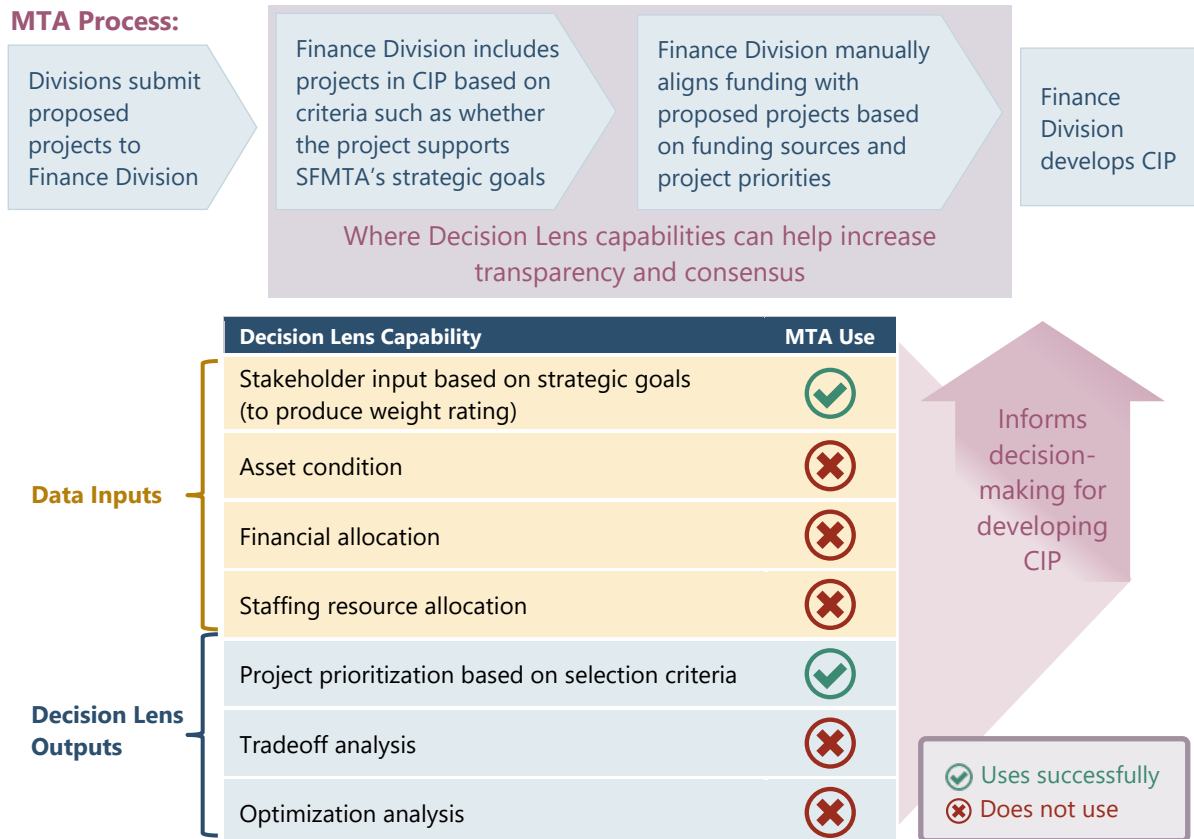 MTA Process:
Divisions submit
proposed
projects to
Finance Division
Finance Division includes
projects in CIP based on
criteria such as whether
the project supports
SFMTA's strategic goals
Finance Division manually
aligns funding with
proposed projects based
on funding sources and
project priorities
Finance
Division
develops CIP
Where Decision Lens capabilities can help increase
transparency and consensus
Decision Lens Capability MTA Use
Data Inputs
Stakeholder input based on strategic goals
(to produce weight rating)
Asset condition
Financial allocation
Staffing resource allocation
Decision Lens
Outputs
Project prioritization based on selection criteria
Tradeoff analysis
Optimization analysis
Informs
decision-
making for
developing
CIP
Uses successfully
Does not use